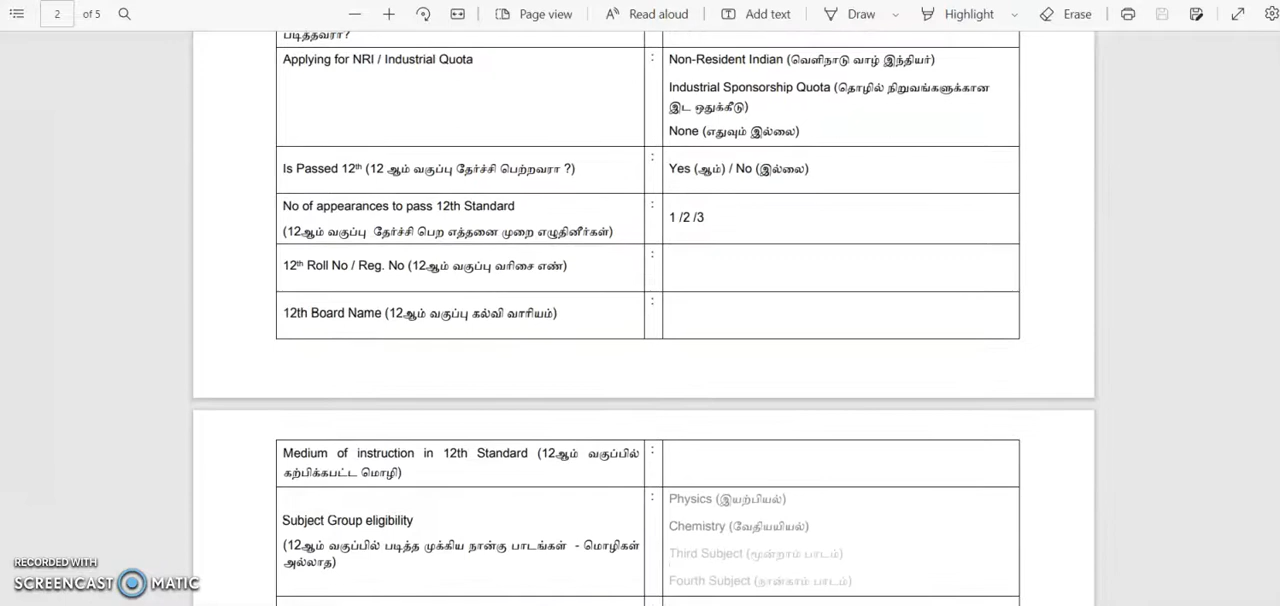 2 of 5 Page view Read aloud Add text Draw Highlight Erase
படித்தவரா?
Applying for NRI / Industrial Quota : Non-Resident Indian (வெளிநாடு வாழ் இந்தியர்)
Industrial Sponsorship Quota (தொழில் நிறுவங்களுக்கான
இட ஒதுக்கீடு)
None (எதுவும் இல்லை)
Is Passed 12th (12 ஆம் வகுப்பு தேர்ச்சி பெற்றவரா ?) : Yes (ஆம்) / No (இல்லை)
No of appearances to pass 12th Standard :
(12ஆம் வகுப்பு தேர்ச்சி பெற எத்தனை முறை எழுதினீர்கள்) 1 /2 /3
12th Roll No / Reg. No (12ஆம் வகுப்பு வரிசை எண்) :
12th Board Name (12ஆம் வகுப்பு கல்வி வாரியம்) :
Medium of instruction in 12th Standard (12ஆம் வகுப்பில் :
கற்பிக்கபட்ட மொழி)
Subject Group eligibility :
(12ஆம் வகுப்பில் படித்த முக்கிய நான்கு பாடங்கள் - மொழிகள்
அல்லாத)
Physics (இயற்பியல்)
Chemistry (வேதியயியல்)
Third Subject (மூன்றாம் பாடம்)
Fourth Subject (நான்காம் பாடம்)
RECORDED WITH
SCREENCAST MATIC